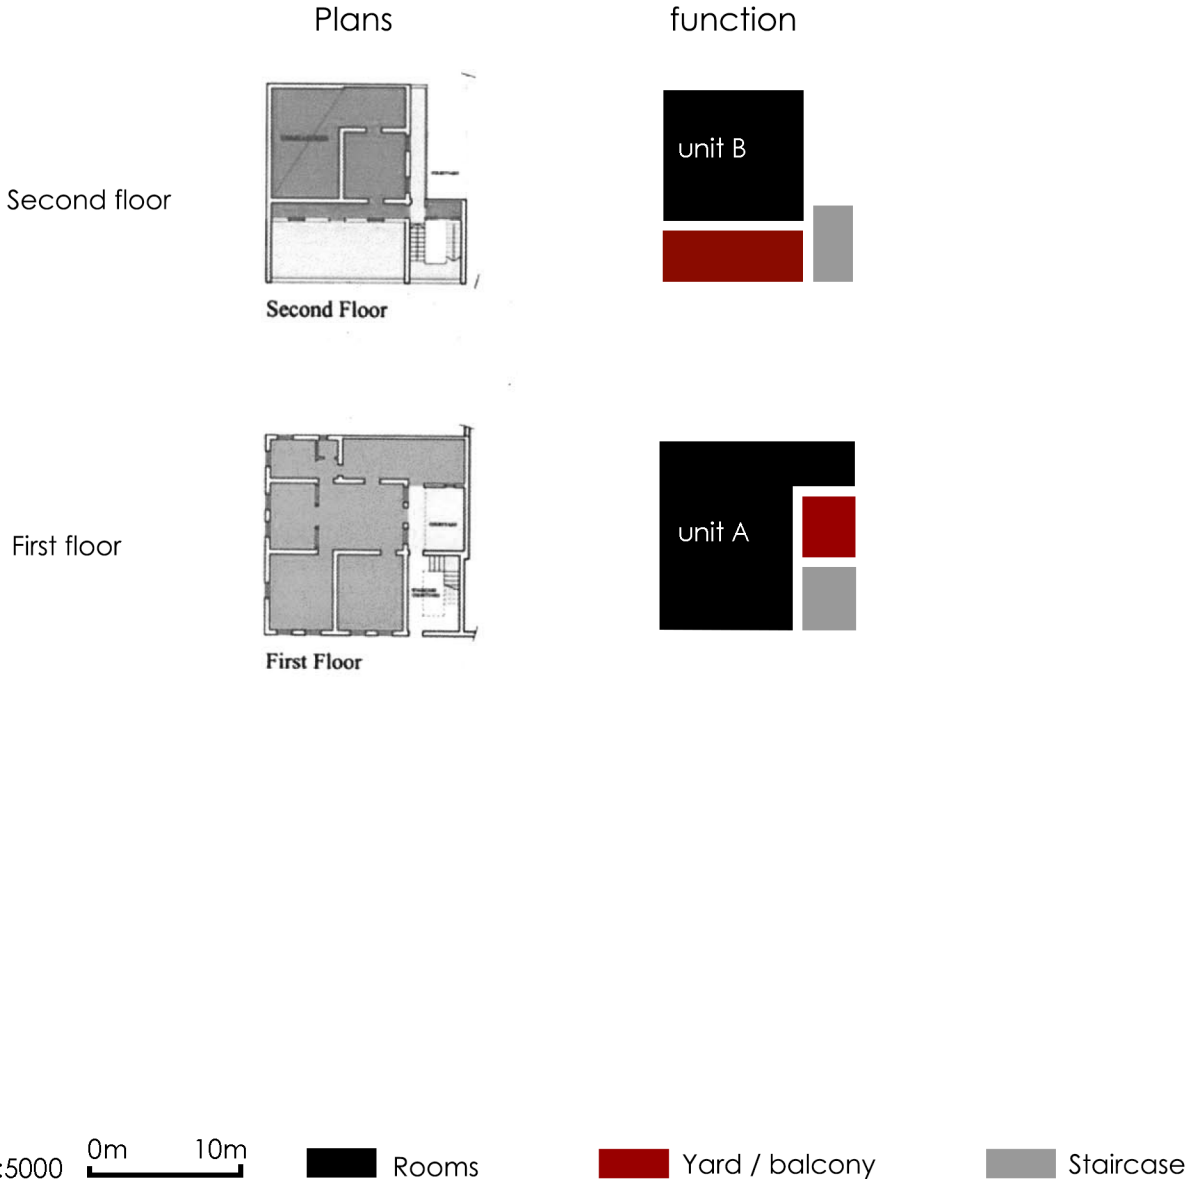 Plans
function
Second floor
unit B
Second Floor
First floor
unit A
First Floor
:5000
0m 10m
Rooms
Yard / balcony
Staircase